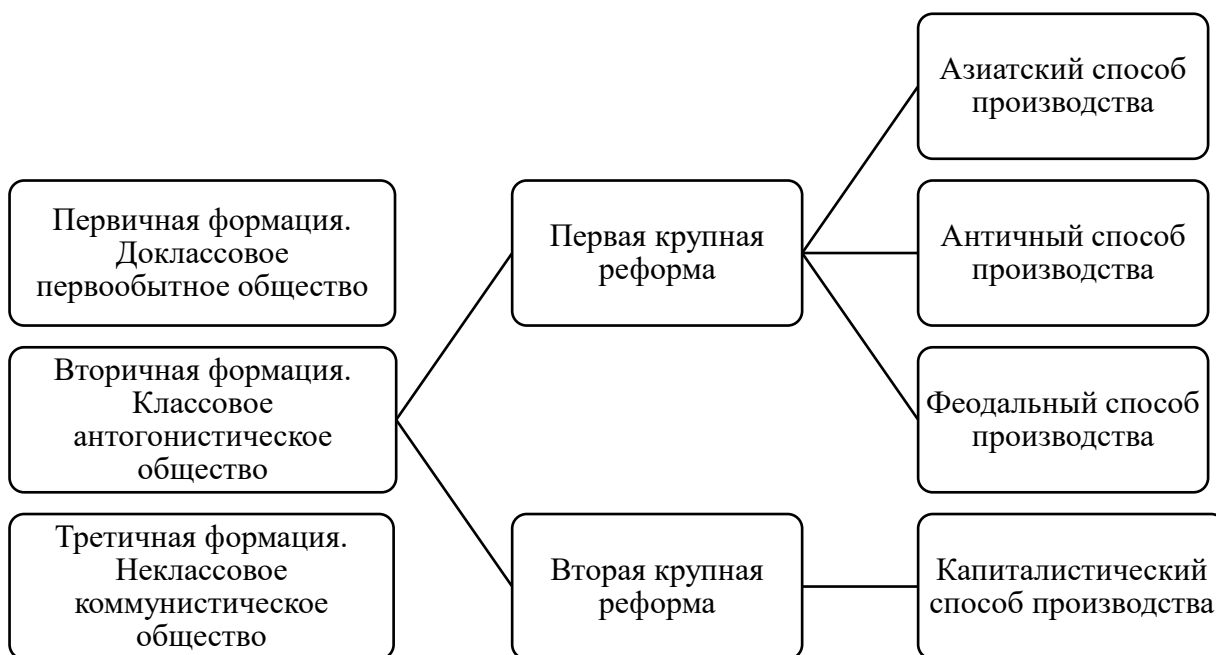 Первичная формация.
Доклассовое
первообытное общество
Вторичная формация.
Классовое
антогонистическое
общество
Третичная формация.
Неклассовое
коммунистическое
общество
Первая крупная
реформа
Вторая крупная
реформа
Азиатский способ
производства
Античный способ
производства
Феодальный способ
производства
Капиталистический
способ производства